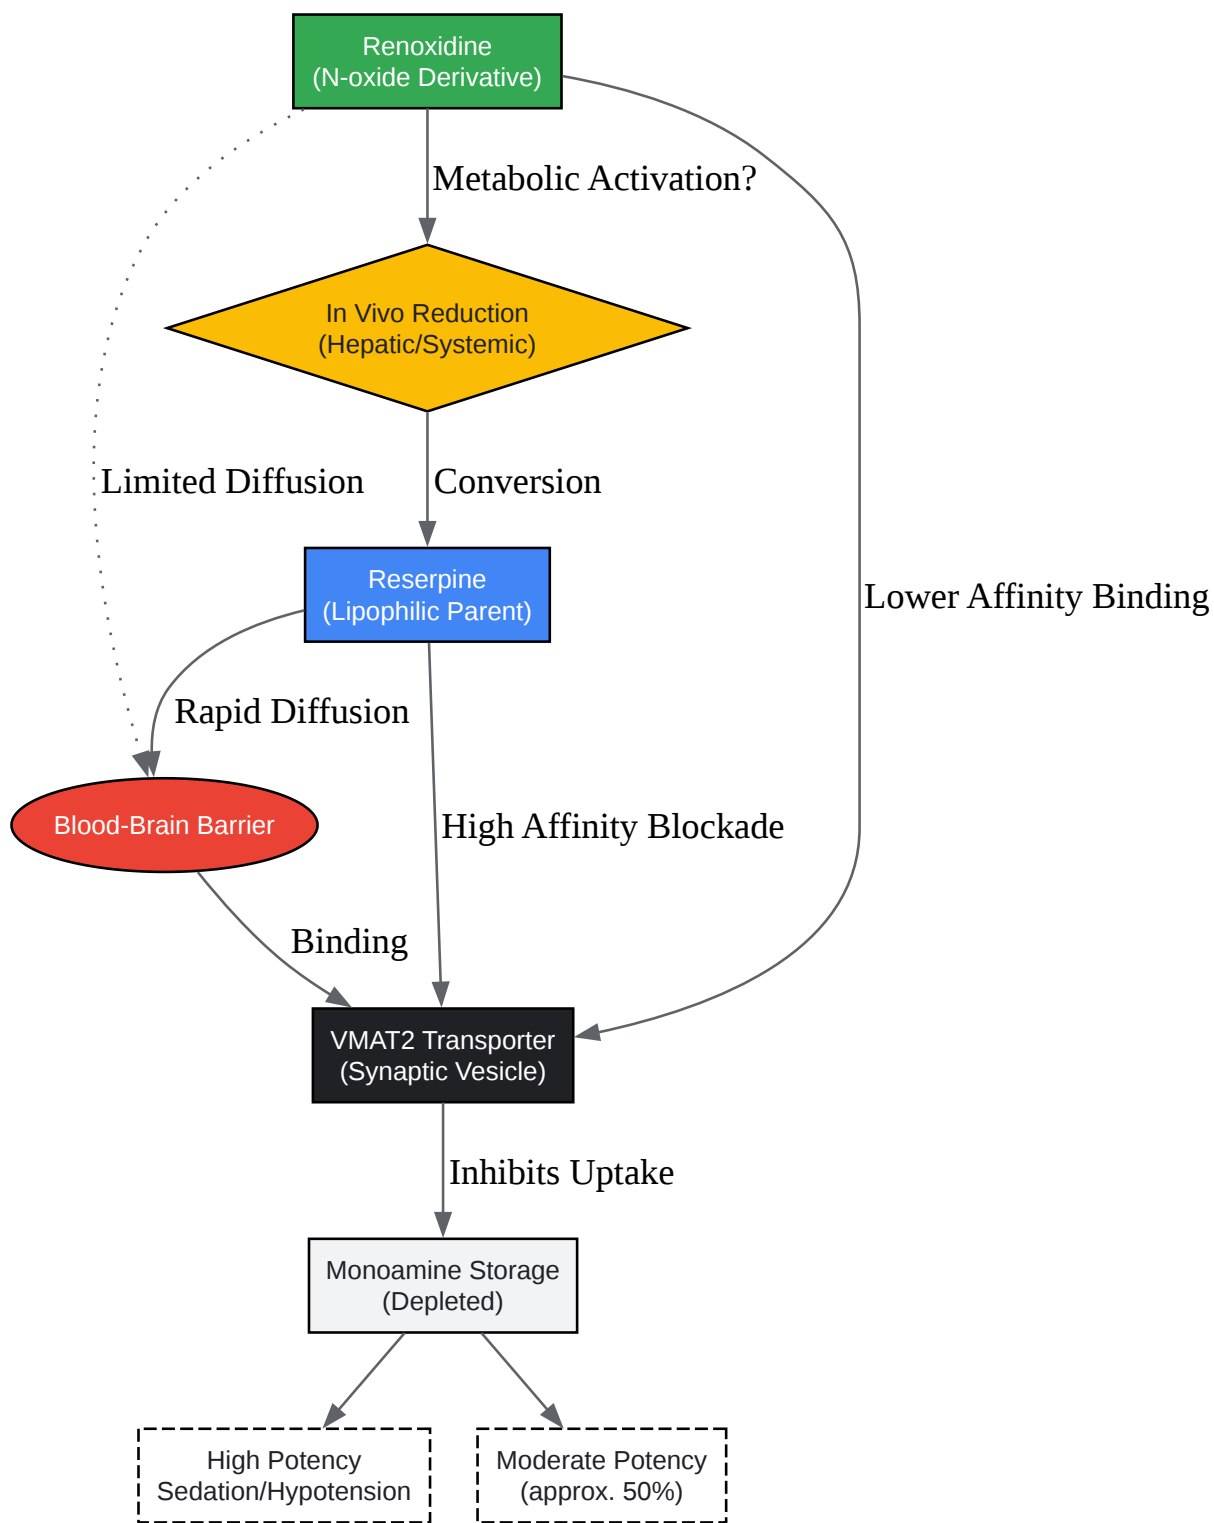 Renoxidine
(N-oxide Derivative)
Metabolic Activation?
In Vivo Reduction
(Hepatic/Systemic)
Limited Diffusion
Conversion
Reserpine
(Lipophilic Parent)
Lower Affinity Binding
Rapid Diffusion
Blood-Brain Barrier
High Affinity Blockade
Binding
VMAT2 Transporter
(Synaptic Vesicle)
Inhibits Uptake
Monoamine Storage
(Depleted)
High Potency
Sedation/Hypotension
Moderate Potency
(approx. 50%)